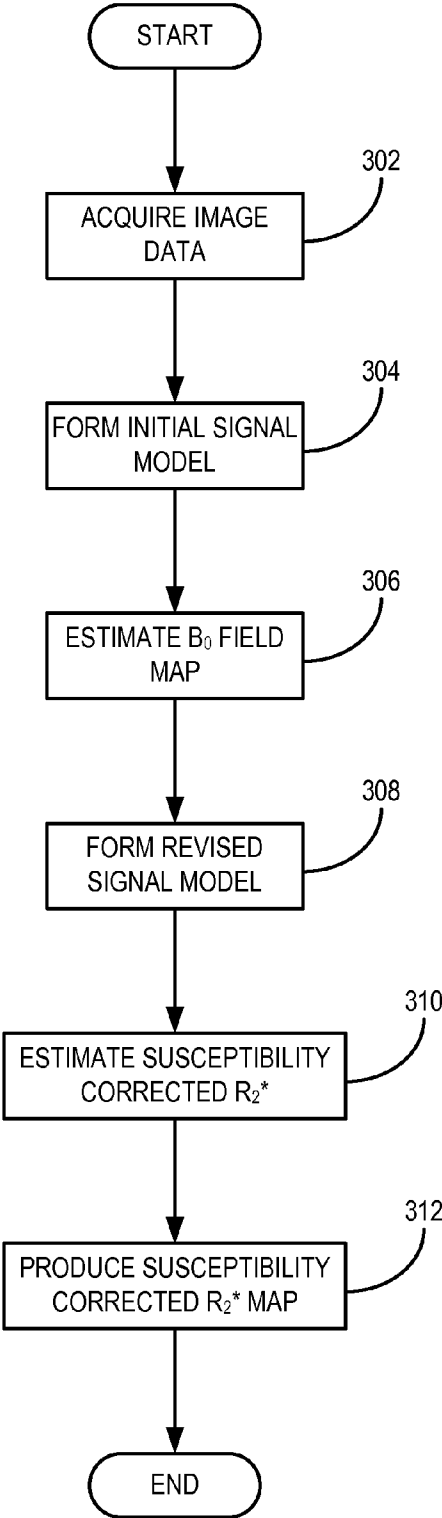 START
302
ACQUIRE IMAGE
DATA
304
FORM INITIAL SIGNAL
MODEL
306
ESTIMATE B₀ FIELD
MAP
308
FORM REVISED
SIGNAL MODEL
310
ESTIMATE SUSCEPTIBILITY
CORRECTED R₂*
312
PRODUCE SUSCEPTIBILITY
CORRECTED R₂* MAP
END